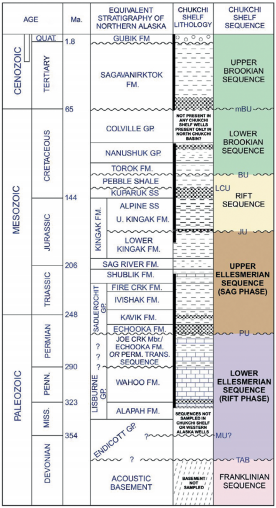 AGE
Ma.
EQUIVALENT
STRATIGRAPHY OF
NORTHERN ALASKA
CHUKCHI
SHELF
LITHOLOGY
CHUKCHI
SHELF
SEQUENCE
CENOZOIC
QUAT.
1.8
GUBIK FM
TERTIARY
SAGAVANIRKTOK
FM.
UPPER
BROOKIAN
SEQUENCE
65
mBU
MESOZOIC
CRETACEOUS
COLVILLE GP.
NOT PRESENT IN
ANY CHUKCHI
SHELF WELLS
PRESENT ONLY IN
NORTH CHUKCHI
BASIN?
LOWER
BROOKIAN
SEQUENCE
NANUSHUK GP.
TOROK FM.
BU
PEBBLE SHALE
LCU
KUPARUK SS
144
RIFT
SEQUENCE
JURASSIC
KINGAK FM.
ALPINE SS
U. KINGAK FM.
JU
LOWER
KINGAK FM.
UPPER
ELLESMERIAN
SEQUENCE
(SAG PHASE)
206
SAG RIVER FM.
TRIASSIC
SHUBLIK FM.
SADLEROCHIT
GP.
FIRE CRK FM.
IVISHAK FM.
248
KAVIK FM.
PALEOZOIC
PERMIAN
ECHOOKA FM.
PU
?
?
JOE CRK Mbr/
ECHOOKA FM.
OR PERM. TRANS.
SEQUENCE
290
LOWER
ELLESMERIAN
SEQUENCE
(RIFT PHASE)
PENN.
LISBURNE
GP.
WAHOO FM.
323
MISS.
ALAPAH FM.
SEQUENCES NOT
SAMPLED IN
CHUKCHI SHELF
OR WESTERN
ALASKA WELLS
354
ENDICOTT GP.
?
MU?
DEVONIAN
?
TAB
ACOUSTIC
BASEMENT
BASEMENT
NOT
SAMPLED
FRANKLINIAN
SEQUENCE